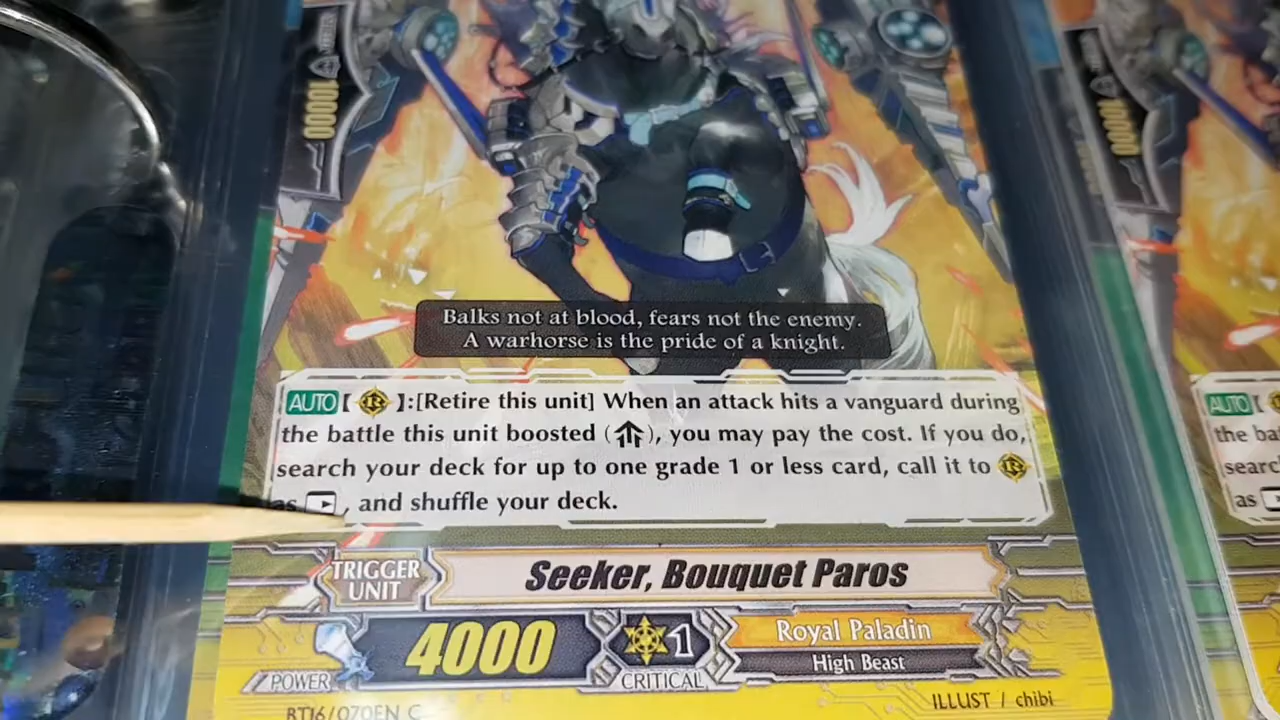 10000
Balks not at blood, fears not the enemy.
A warhorse is the pride of a knight.
AUTO【R】:[Retire this unit] When an attack hits a vanguard during
the battle this unit boosted ( ), you may pay the cost. If you do,
search your deck for up to one grade 1 or less card, call it to R
as , and shuffle your deck.
TRIGGER
UNIT
Seeker, Bouquet Paros
POWER
4000
1
CRITICAL
Royal Paladin
High Beast
BT16/070EN C
ILLUST / chibi
10000
AUTO【
the ba
searc
as